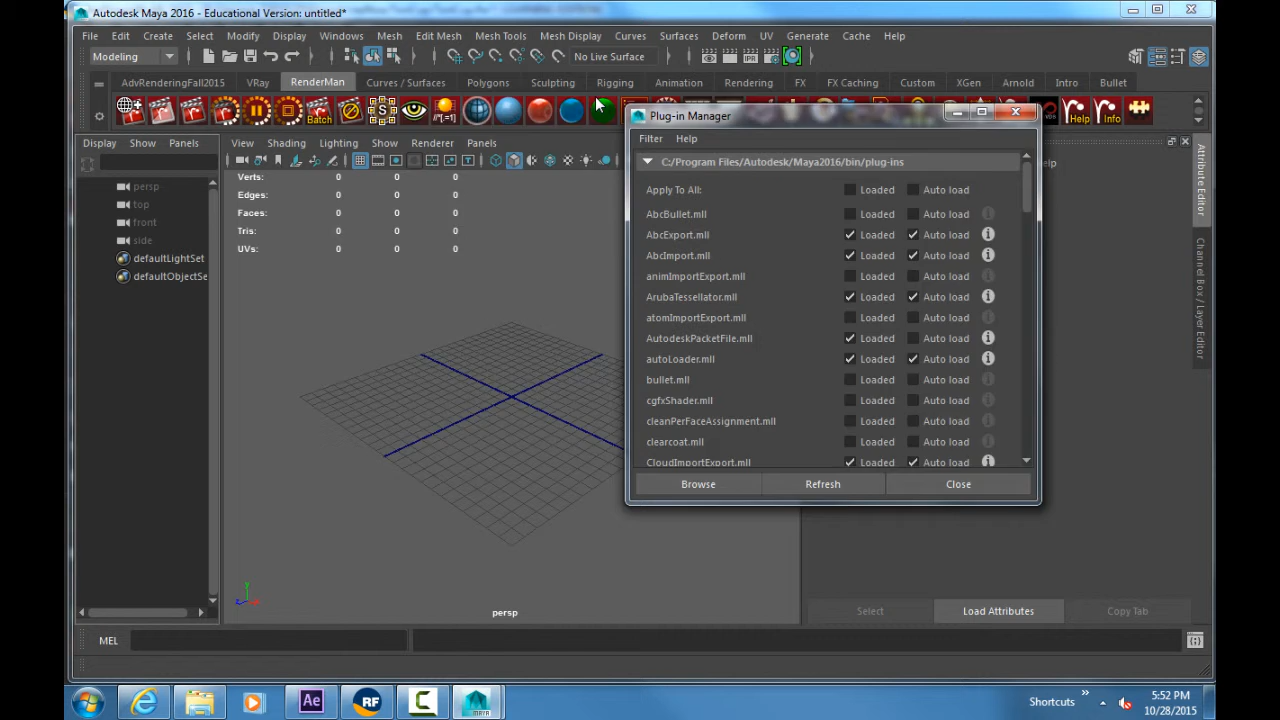 Autodesk Maya 2016 - Educational Version: untitled*
File Edit Create Select Modify Display Windows Mesh Edit Mesh Mesh Tools Mesh Display Curves Surfaces Deform UV Generate Cache Help
Modeling
No Live Surface
AdvRenderingFall2015 VRay RenderMan Curves / Surfaces Polygons Sculpting Rigging Animation Rendering FX FX Caching Custom XGen Arnold Intro Bullet
Batch
S
//*[.=]
Help
Info
Display Show Panels
View Shading Lighting Show Renderer Panels
persp
top
front
side
defaultLightSet
defaultObjectSe
Verts: 0 0 0
Edges: 0 0 0
Faces: 0 0 0
Tris: 0 0 0
UVs: 0 0 0
persp
Plug-in Manager
Filter Help
C:/Program Files/Autodesk/Maya2016/bin/plug-ins
Apply To All: Loaded Auto load
AbcBullet.mll Loaded Auto load
AbcExport.mll Loaded Auto load
AbcImport.mll Loaded Auto load
animImportExport.mll Loaded Auto load
ArubaTessellator.mll Loaded Auto load
atomImportExport.mll Loaded Auto load
AutodeskPacketFile.mll Loaded Auto load
autoLoader.mll Loaded Auto load
bullet.mll Loaded Auto load
cgfxShader.mll Loaded Auto load
cleanPerFaceAssignment.mll Loaded Auto load
clearcoat.mll Loaded Auto load
CloudImportExport.mll Loaded Auto load
Browse Refresh Close
Attribute Editor
Channel Box / Layer Editor
Select Load Attributes Copy Tab
MEL
Ae
RF
C
MAYA
Shortcuts
5:52 PM
10/28/2015